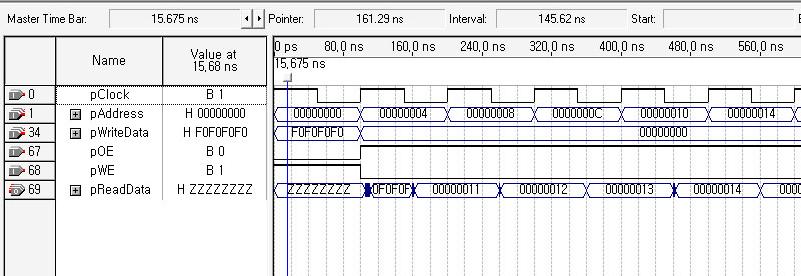 Master Time Bar: 15.675 ns Pointer: 161.29 ns Interval: 145.62 ns Start:
Name Value at 15,68 ns
0 ps 80,0 ns 160,0 ns 240,0 ns 320,0 ns 400,0 ns 480,0 ns 560,0 ns
15,675 ns
0 pClock B 1
1 pAddress H 00000000 00000000 00000004 00000008 0000000C 00000010 00000014
34 pWriteData H F0F0F0F0 F0F0F0F0 00000000
67 pOE B 0
68 pWE B 1
69 pReadData H ZZZZZZZZ ZZZZZZZZ 0F0F0F 00000011 00000012 00000013 00000014 0000